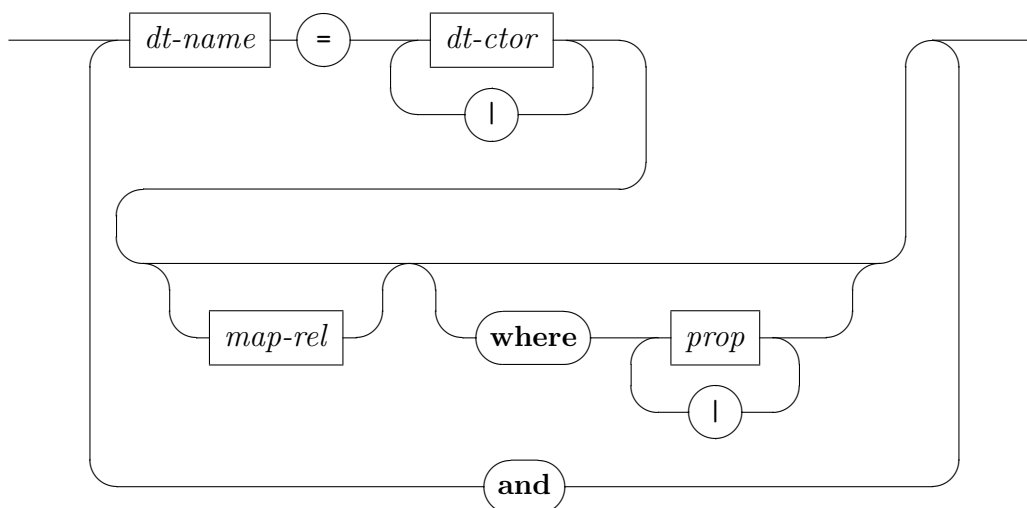 dt-name = dt-ctor
|
map-rel where prop
|
and